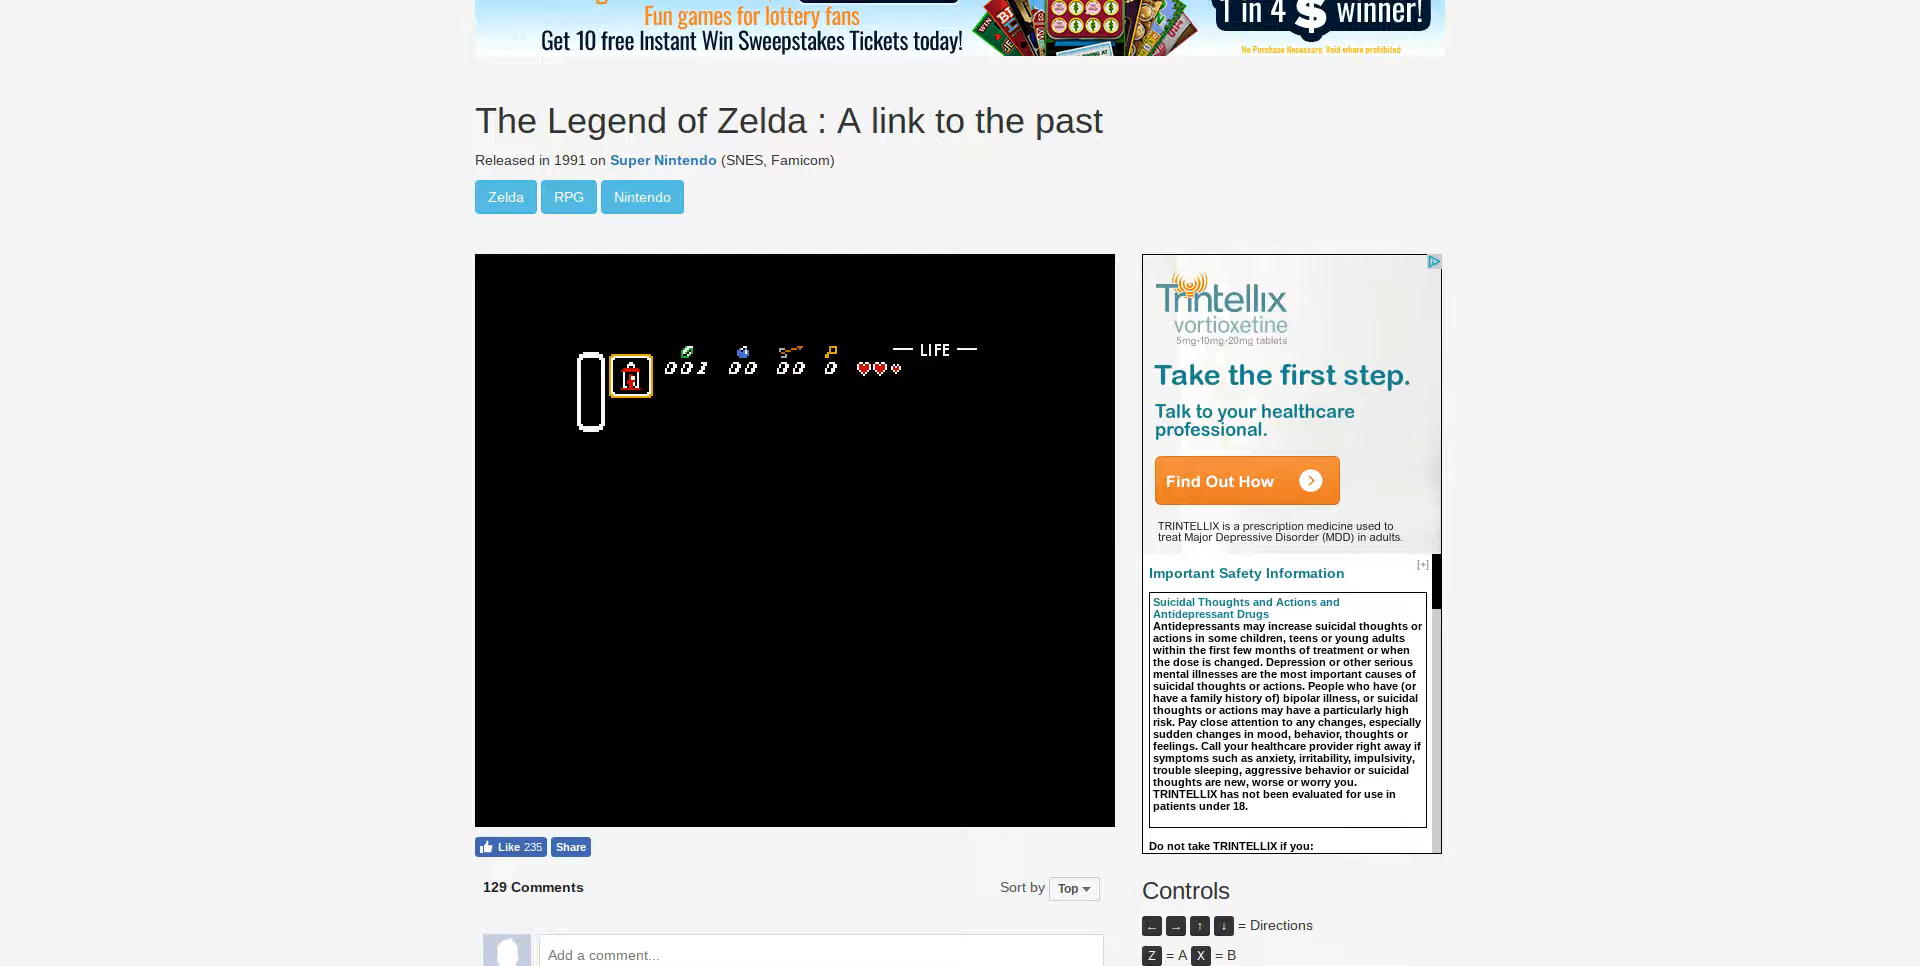 Fun games for lottery fans
Get 10 free Instant Win Sweepstakes Tickets today!
1 in 4 $ winner!
No Purchase Necessary. Void where prohibited
The Legend of Zelda : A link to the past
Released in 1991 on Super Nintendo (SNES, Famicom)
Zelda RPG Nintendo
LIFE
001 00 00 0
Trintellix
vortioxetine
5mg·10mg·20mg tablets
Take the first step.
Talk to your healthcare
professional.
Find Out How
TRINTELLIX is a prescription medicine used to
treat Major Depressive Disorder (MDD) in adults.
[+]
Important Safety Information
Suicidal Thoughts and Actions and
Antidepressant Drugs
Antidepressants may increase suicidal thoughts or
actions in some children, teens or young adults
within the first few months of treatment or when
the dose is changed. Depression or other serious
mental illnesses are the most important causes of
suicidal thoughts or actions. People who have (or
have a family history of) bipolar illness, or suicidal
thoughts or actions may have a particularly high
risk. Pay close attention to any changes, especially
sudden changes in mood, behavior, thoughts or
feelings. Call your healthcare provider right away if
symptoms such as anxiety, irritability, impulsivity,
trouble sleeping, aggressive behavior or suicidal
thoughts are new, worse or worry you.
TRINTELLIX has not been evaluated for use in
patients under 18.
Do not take TRINTELLIX if you:
Like 235 Share
129 Comments
Sort by Top
Add a comment...
Controls
← → ↑ ↓ = Directions
Z = A X = B